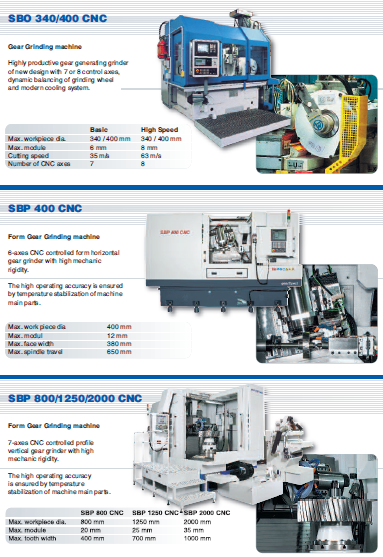 SBO 340/400 CNC
Gear Grinding machine
Highly productive gear generating grinder
of new design with 7 or 8 control axes,
dynamic balancing of grinding wheel
and modern cooling system.
Basic High Speed
Max. workpiece dia. 340 / 400 mm 340 / 400 mm
Max. module 6 mm 8 mm
Cutting speed 35 m/s 63 m/s
Number of CNC axes 7 8
SBP 400 CNC
SBP 400 CNC
Form Gear Grinding machine
6-axes CNC controlled form horizontal
gear grinder with high mechanic
rigidity.
The high operating accuracy is ensured
by temperature stabilization of machine
main parts.
Max. work piece dia 400 mm
Max. modul 12 mm
Max. face width 380 mm
Max. spindle travel 650 mm
SBP 800/1250/2000 CNC
Form Gear Grinding machine
7-axes CNC controlled profile
vertical gear grinder with high
mechanic rigidity.
The high operating accuracy
is ensured by temperature
stabilization of machine main parts.
SBP 800 CNC SBP 1250 CNC SBP 2000 CNC
Max. workpiece dia. 800 mm 1250 mm 2000 mm
Max. module 20 mm 25 mm 35 mm
Max. tooth width 400 mm 700 mm 1000 mm